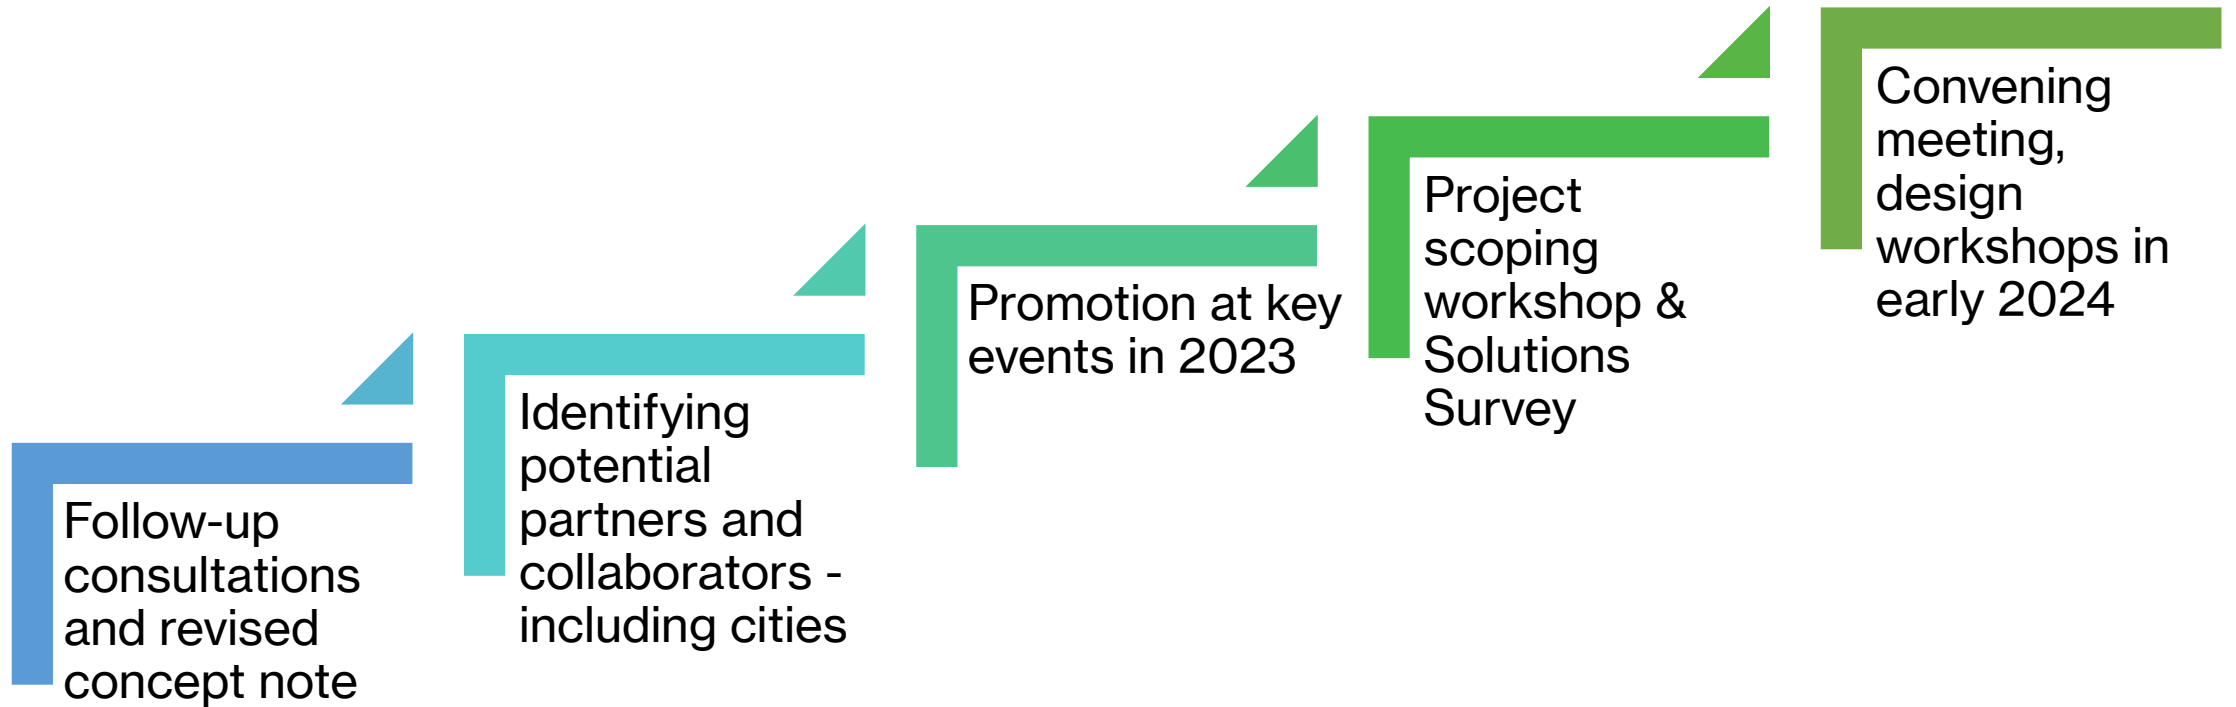 Follow-up
consultations
and revised
concept note
Identifying
potential
partners and
collaborators -
including cities
Promotion at key
events in 2023
Project
scoping
workshop &
Solutions
Survey
Convening
meeting,
design
workshops in
early 2024